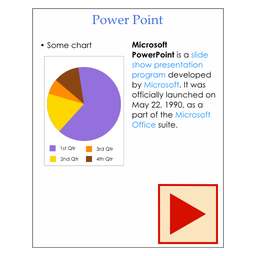 Power Point
• Some chart
1st Qtr
3rd Qtr
2nd Qtr
4th Qtr
Microsoft
PowerPoint is a slide
show presentation
program developed
by Microsoft. It was
officially launched on
May 22, 1990, as a
part of the Microsoft
Office suite.